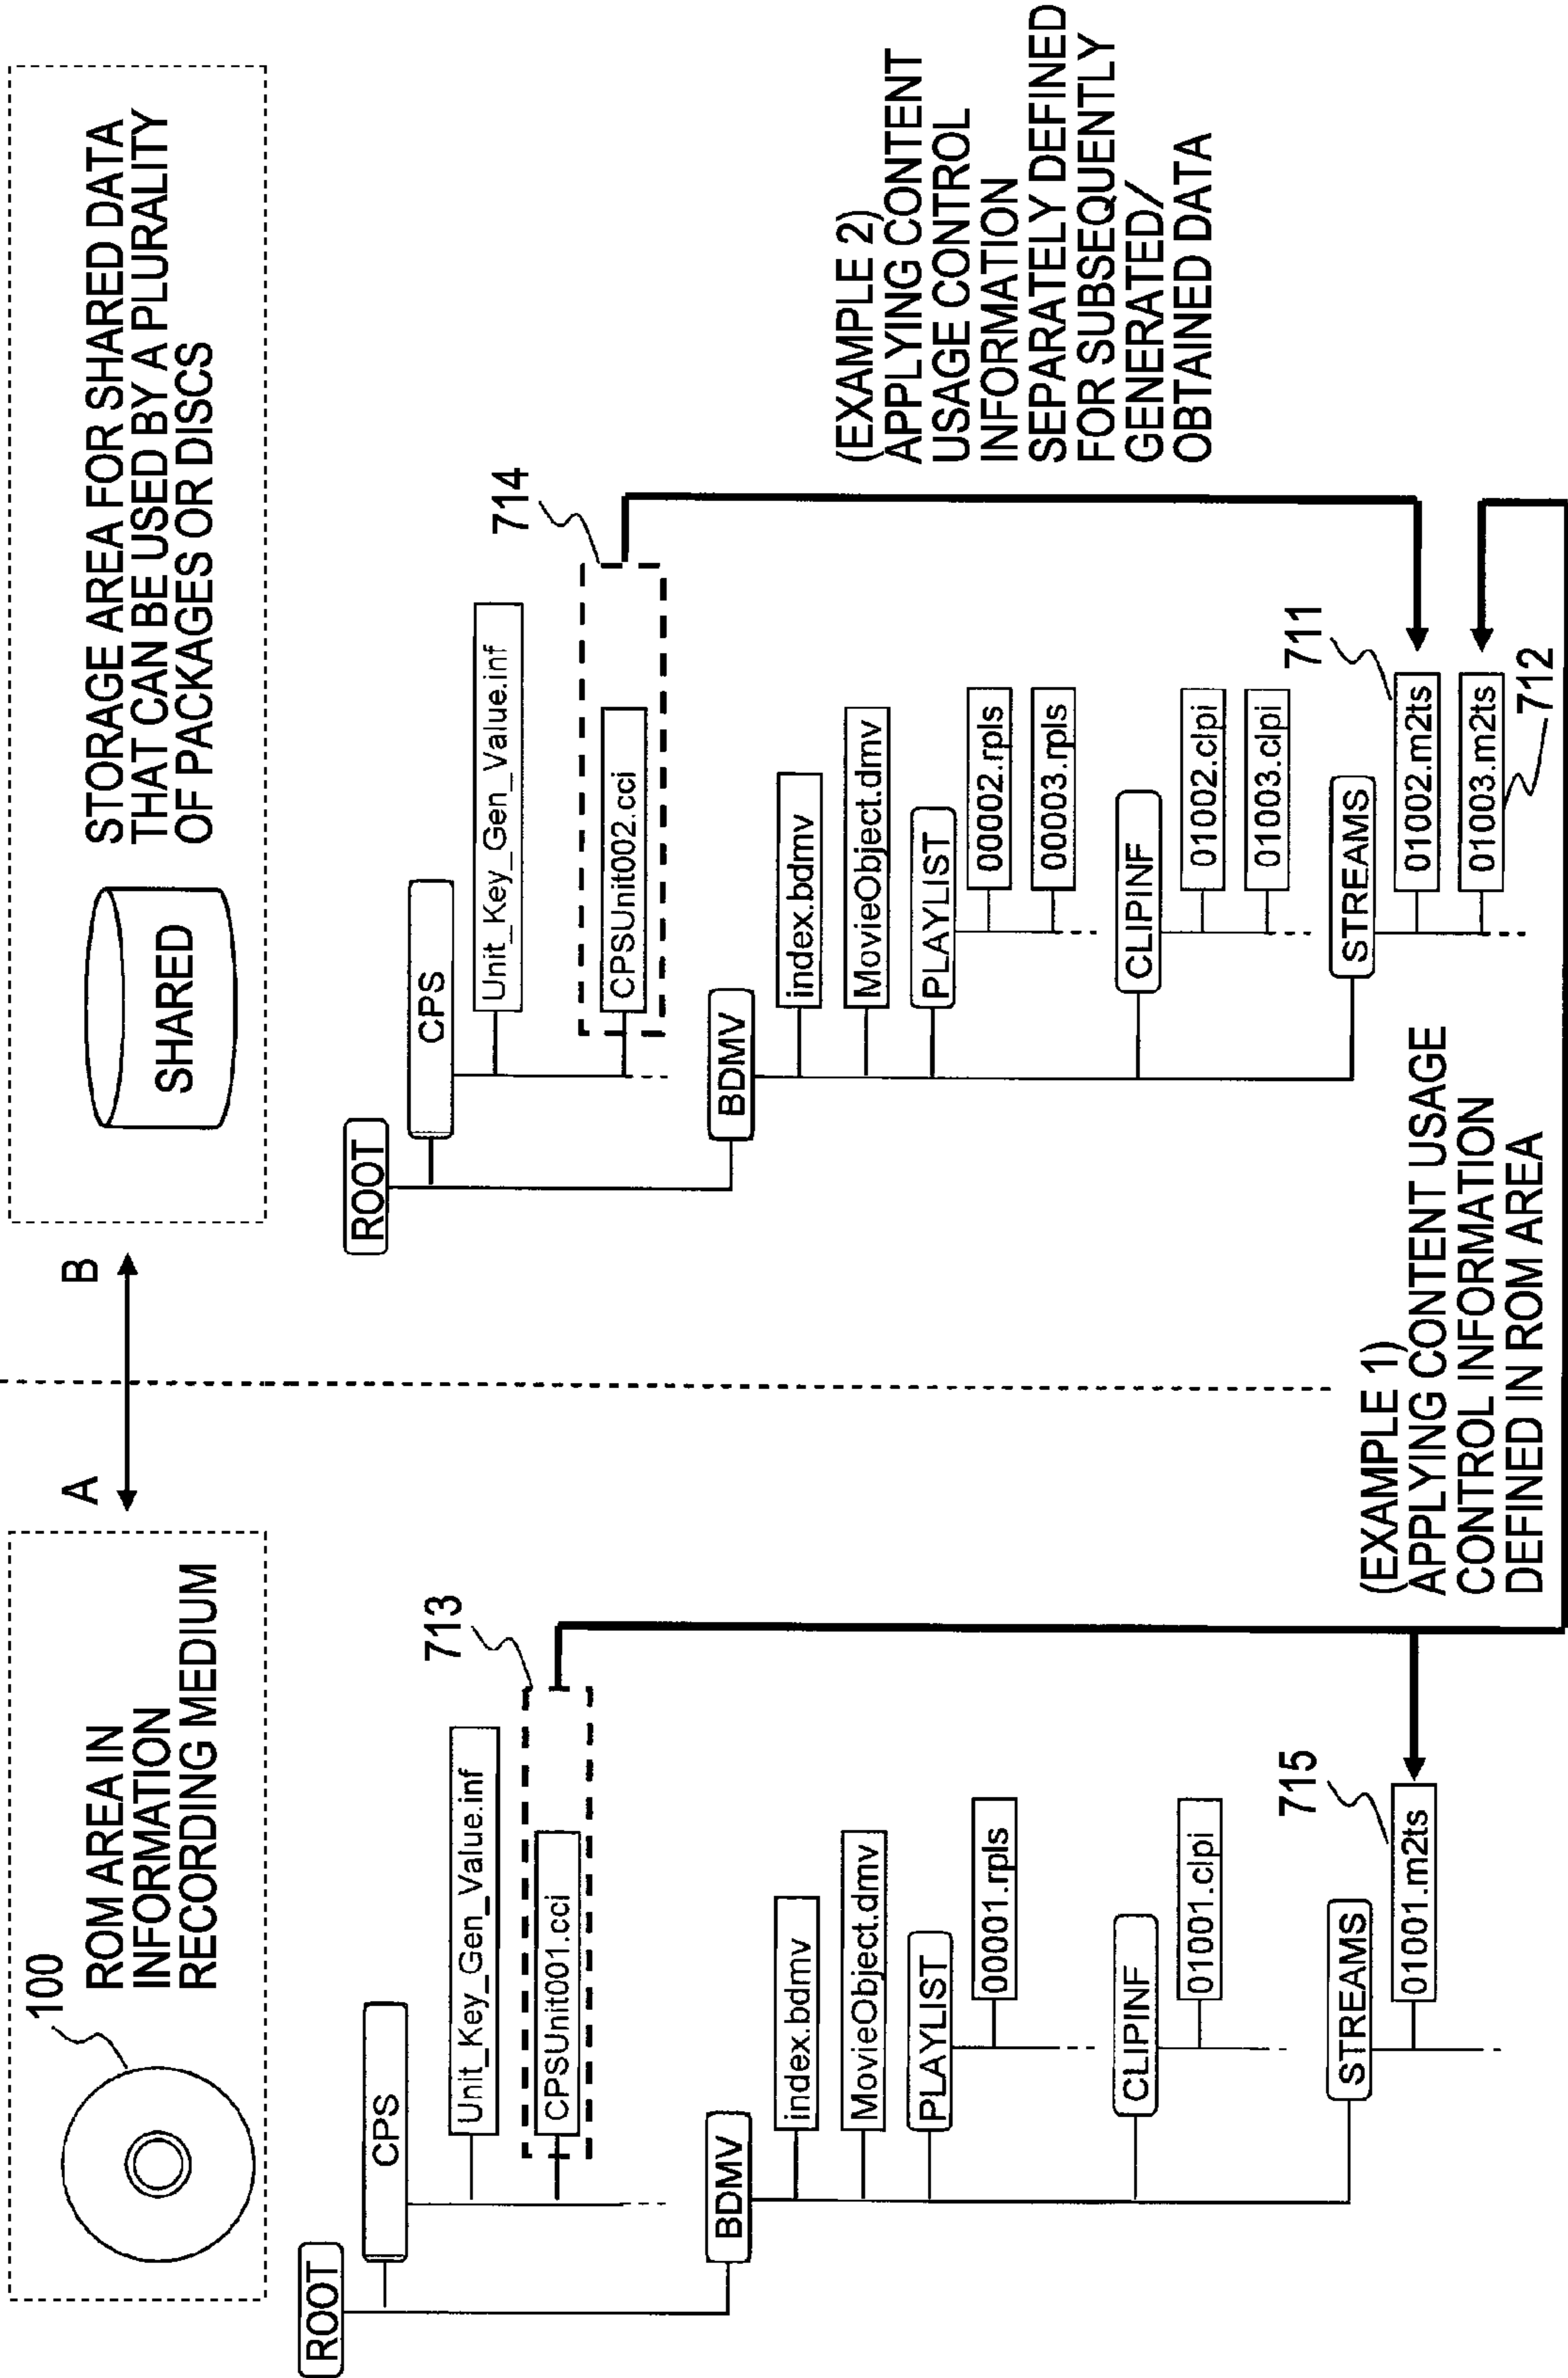 A
B
100
ROM AREA IN
INFORMATION
RECORDING MEDIUM
ROOT
CPS
Unit_Key_Gen_Value.inf
713
CPSUnit001.cci
BDMV
index.bdmv
MovieObject.dmv
PLAYLIST
00001.rpls
CLIPINF
01001.clpi
STREAMS
715
01001.m2ts
(EXAMPLE 1)
APPLYING CONTENT USAGE
CONTROL INFORMATION
DEFINED IN ROM AREA
SHARED
STORAGE AREA FOR SHARED DATA
THAT CAN BE USED BY A PLURALITY
OF PACKAGES OR DISCS
ROOT
CPS
Unit_Key_Gen_Value.inf
714
CPSUnit002.cci
BDMV
index.bdmv
MovieObject.dmv
PLAYLIST
00002.rpls
00003.rpls
CLIPINF
01002.clpi
01003.clpi
STREAMS
711
01002.m2ts
01003.m2ts
712
(EXAMPLE 2)
APPLYING CONTENT
USAGE CONTROL
INFORMATION
SEPARATELY DEFINED
FOR SUBSEQUENTLY
GENERATED/
OBTAINED DATA